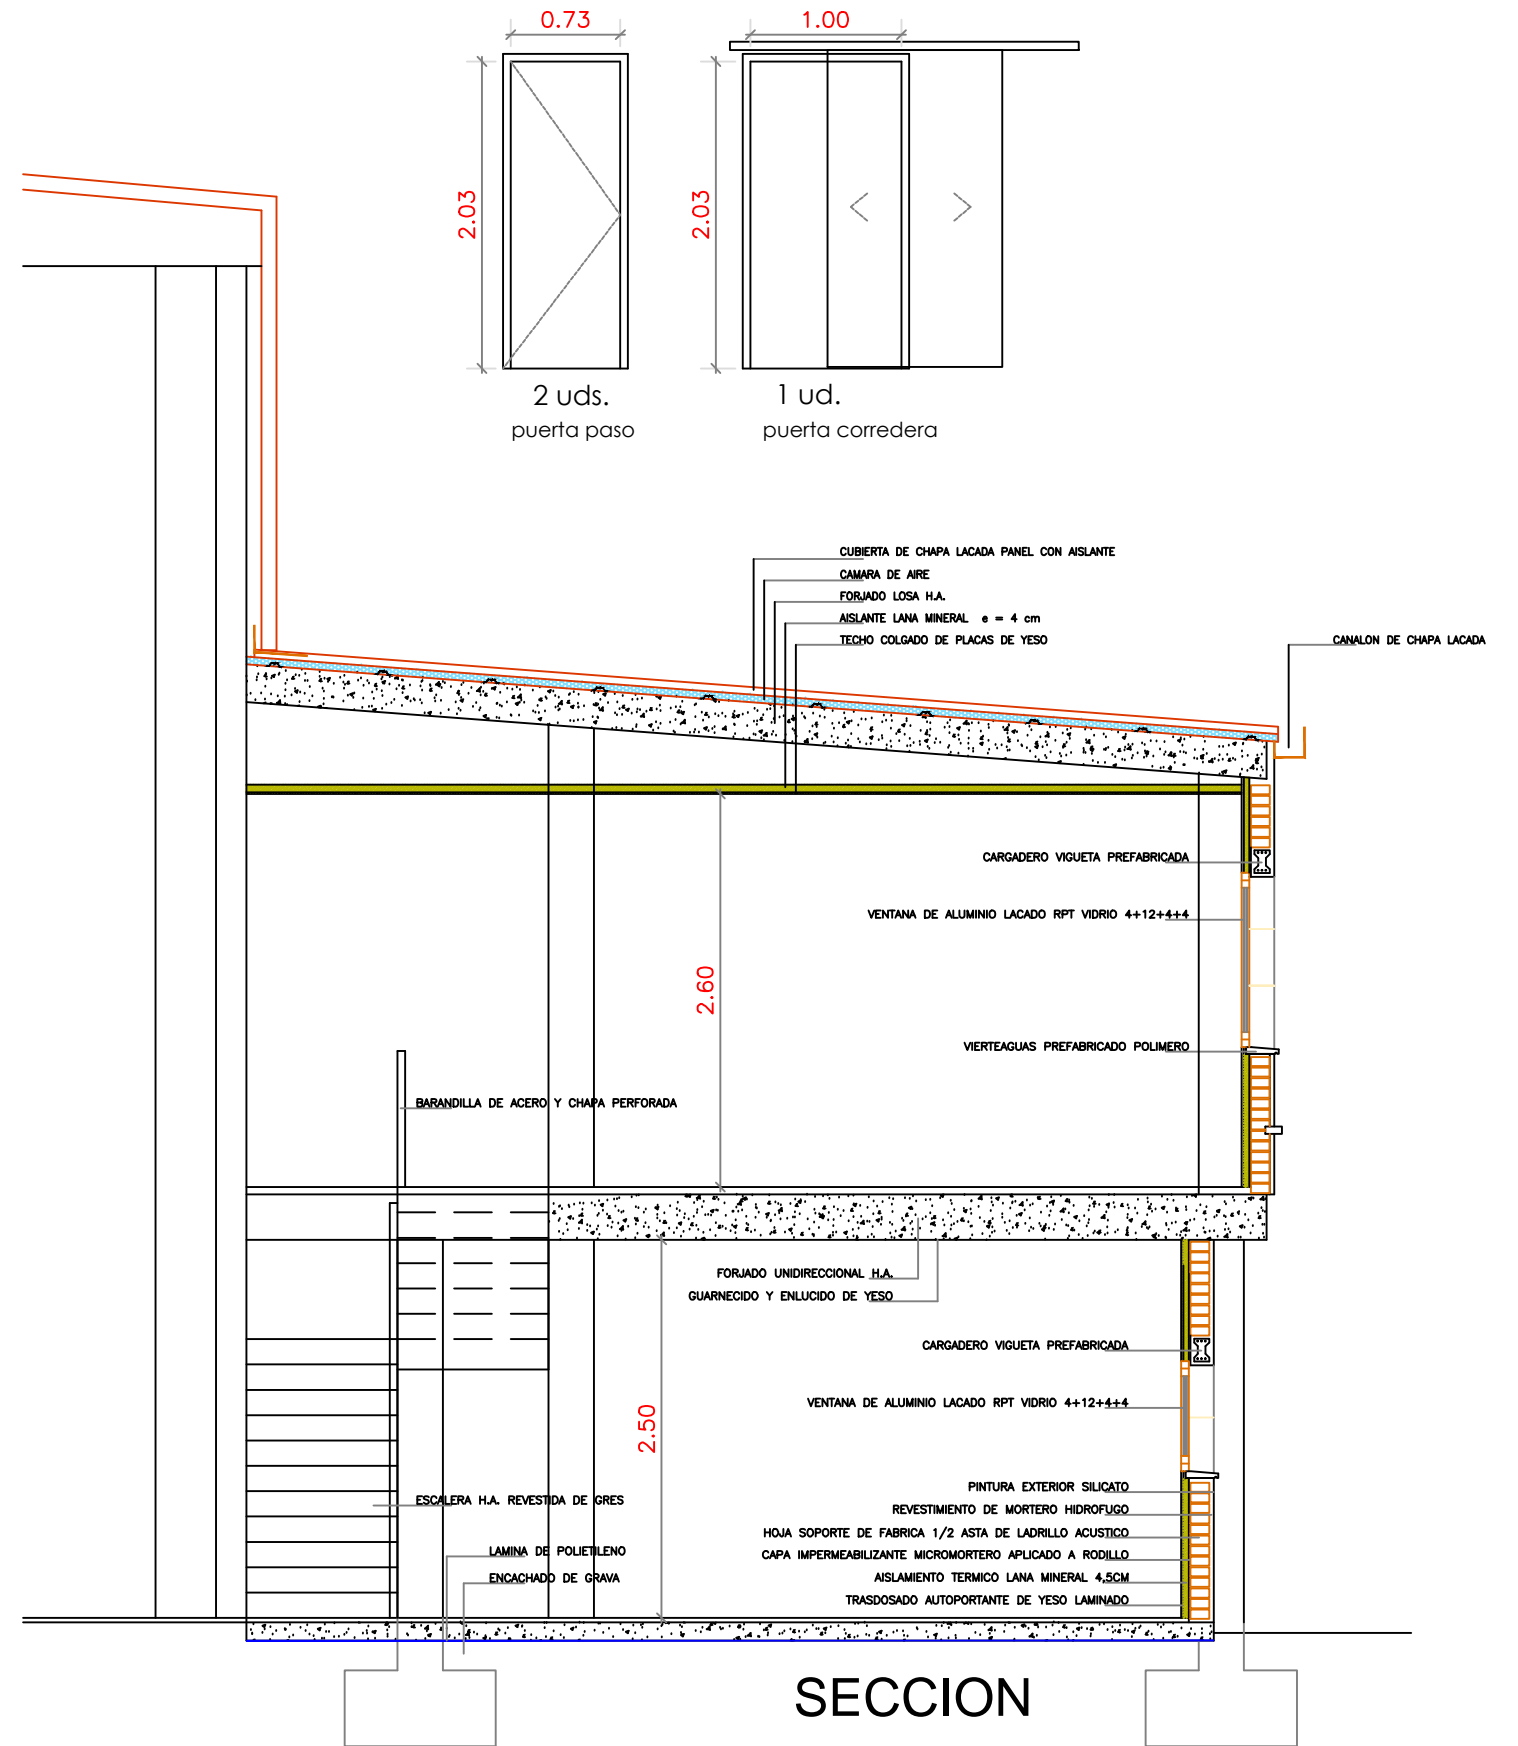 0.73
1.00
2.03
2.03
2 uds.
puerta paso
1 ud.
puerta corredera
CUBIERTA DE CHAPA LACADA PANEL CON AISLANTE
CAMARA DE AIRE
FORJADO LOSA H.A.
AISLANTE LANA MINERAL e = 4 cm
TECHO COLGADO DE PLACAS DE YESO
CANALON DE CHAPA LACADA
CARGADERO VIGUETA PREFABRICADA
VENTANA DE ALUMINIO LACADO RPT VIDRIO 4+12+4+4
2.60
VIERTEAGUAS PREFABRICADO POLIMERO
BARANDILLA DE ACERO Y CHAPA PERFORADA
FORJADO UNIDIRECCIONAL H.A.
GUARNECIDO Y ENLUCIDO DE YESO
CARGADERO VIGUETA PREFABRICADA
VENTANA DE ALUMINIO LACADO RPT VIDRIO 4+12+4+4
2.50
PINTURA EXTERIOR SILICATO
ESCALERA H.A. REVESTIDA DE GRES
REVESTIMIENTO DE MORTERO HIDROFUGO
HOJA SOPORTE DE FABRICA 1/2 ASTA DE LADRILLO ACUSTICO
LAMINA DE POLIETILENO
CAPA IMPERMEABILIZANTE MICROMORTERO APLICADO A RODILLO
ENCACHADO DE GRAVA
AISLAMIENTO TERMICO LANA MINERAL 4,5CM
TRASDOSADO AUTOPORTANTE DE YESO LAMINADO
SECCION